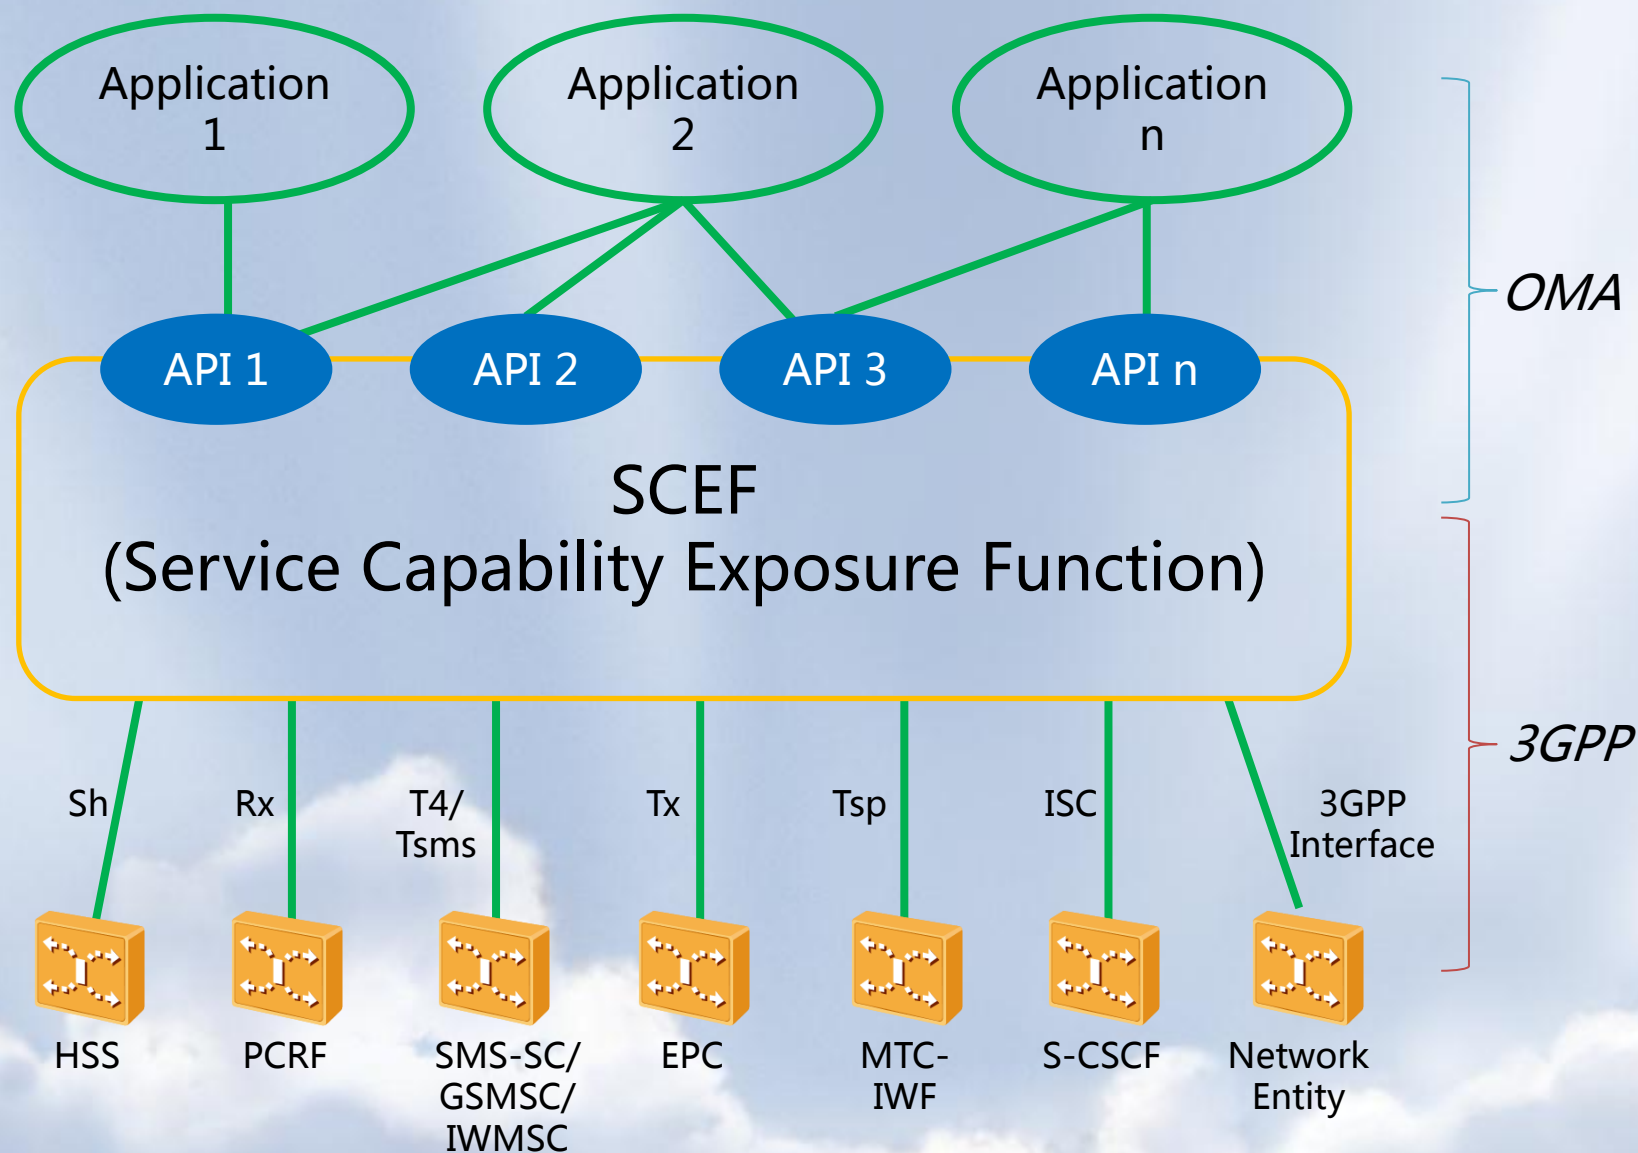 Application
1
Application
2
Application
n
OMA
API 1
API 2
API 3
API n
SCEF
(Service Capability Exposure Function)
3GPP
Sh
Rx
T4/
Tsms
Tx
Tsp
ISC
3GPP
Interface
HSS
PCRF
SMS-SC/
GSMSC/
IWMSC
EPC
MTC-
IWF
S-CSCF
Network
Entity